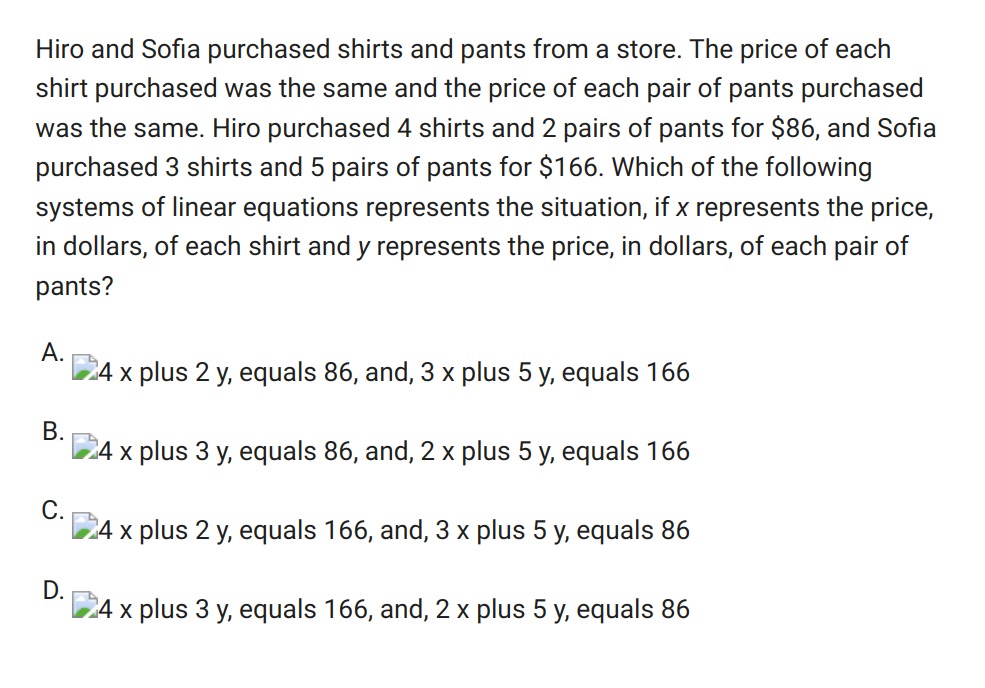 Hiro and Sofia purchased shirts and pants from a store. The price of each
shirt purchased was the same and the price of each pair of pants purchased
was the same. Hiro purchased 4 shirts and 2 pairs of pants for $86, and Sofia
purchased 3 shirts and 5 pairs of pants for $166. Which of the following
systems of linear equations represents the situation, if x represents the price,
in dollars, of each shirt and y represents the price, in dollars, of each pair of
pants?
A.
4 x plus 2 y, equals 86, and, 3 x plus 5 y, equals 166
B.
4 x plus 3 y, equals 86, and, 2 x plus 5 y, equals 166
C.
4 x plus 2 y, equals 166, and, 3 x plus 5 y, equals 86
D.
4 x plus 3 y, equals 166, and, 2 x plus 5 y, equals 86